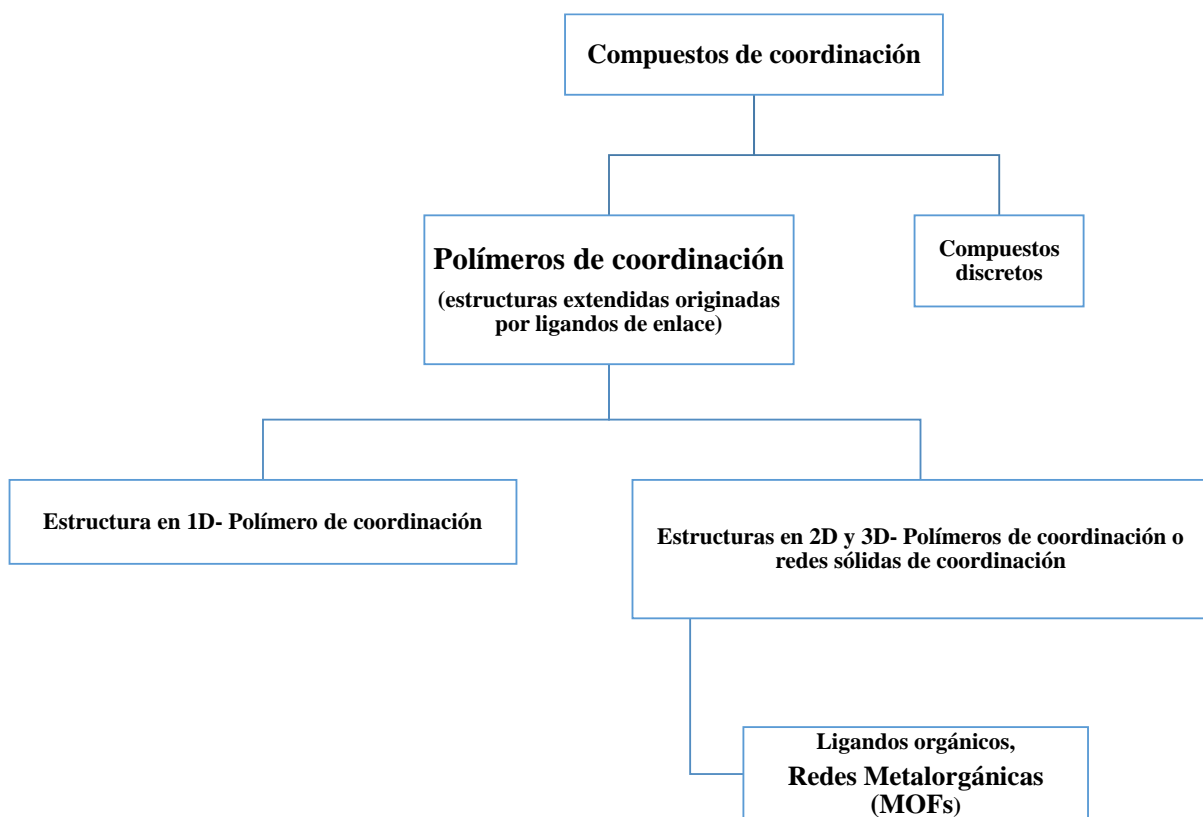 Compuestos de coordinación
Polímeros de coordinación
(estructuras extendidas originadas
por ligandos de enlace)
Compuestos
discretos
Estructura en 1D- Polímero de coordinación
Estructuras en 2D y 3D- Polímeros de coordinación o
redes sólidas de coordinación
Ligandos orgánicos,
Redes Metalorgánicas
(MOFs)